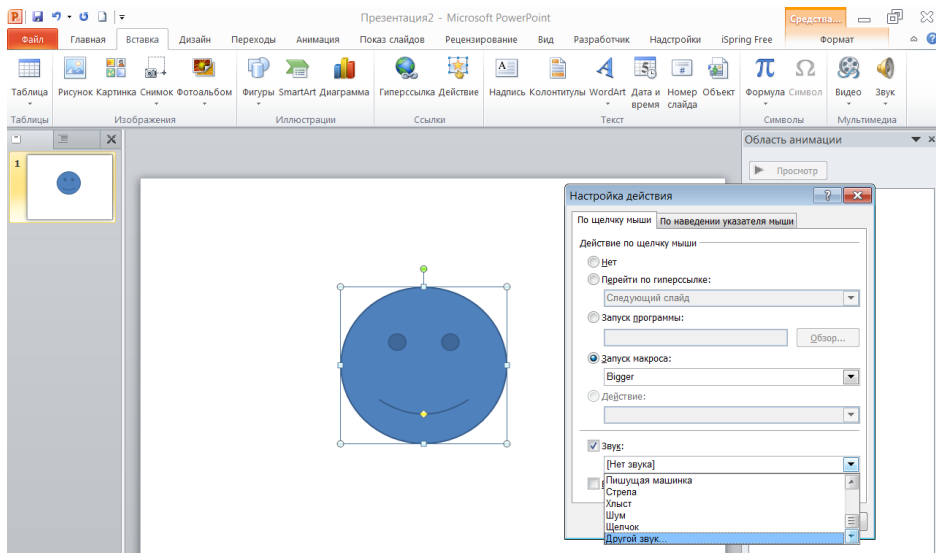 Презентация2 - Microsoft PowerPoint
Средства...
Файл Главная Вставка Дизайн Переходы Анимация Показ слайдов Рецензирование Вид Разработчик Надстройки iSpring Free Формат
Таблица Рисунок Картинка Снимок Фотоальбом Фигуры SmartArt Диаграмма Гиперссылка Действие Надпись Колонтитулы WordArt Дата и время Номер слайда Объект Формула Символ Видео Звук
Таблицы Изображения Иллюстрации Ссылки Текст Символы Мультимедиа
Область анимации
1
Просмотр
Настройка действия
По щелчку мыши По наведении указателя мыши
Действие по щелчку мыши
Нет
Перейти по гиперссылке:
Следующий слайд
Запуск программы:
Обзор...
Запуск макроса:
Bigger
Действие:
Звук:
[Нет звука]
Пишущая машинка
Стрела
Хлыст
Шум
Щелчок
Другой звук...